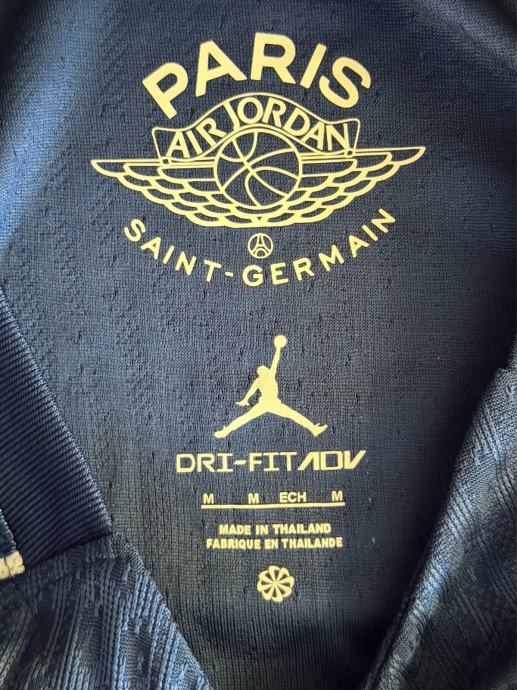 PARIS
AIR JORDAN
SAINT-GERMAIN
DRI-FIT ADV
M M ECH M
MADE IN THAILAND
FABRIQUE EN THAILANDE